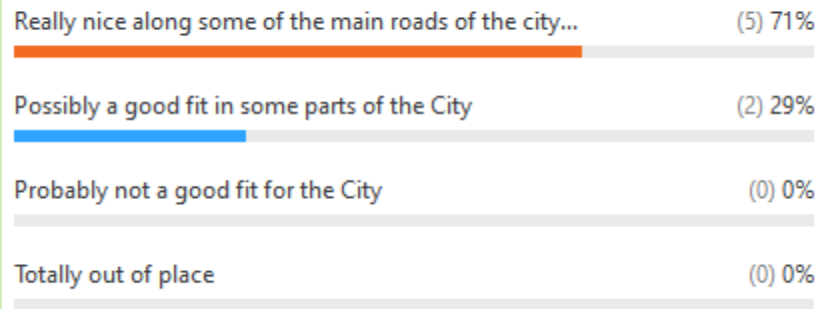 Really nice along some of the main roads of the city... (5) 71%
Possibly a good fit in some parts of the City (2) 29%
Probably not a good fit for the City (0) 0%
Totally out of place (0) 0%